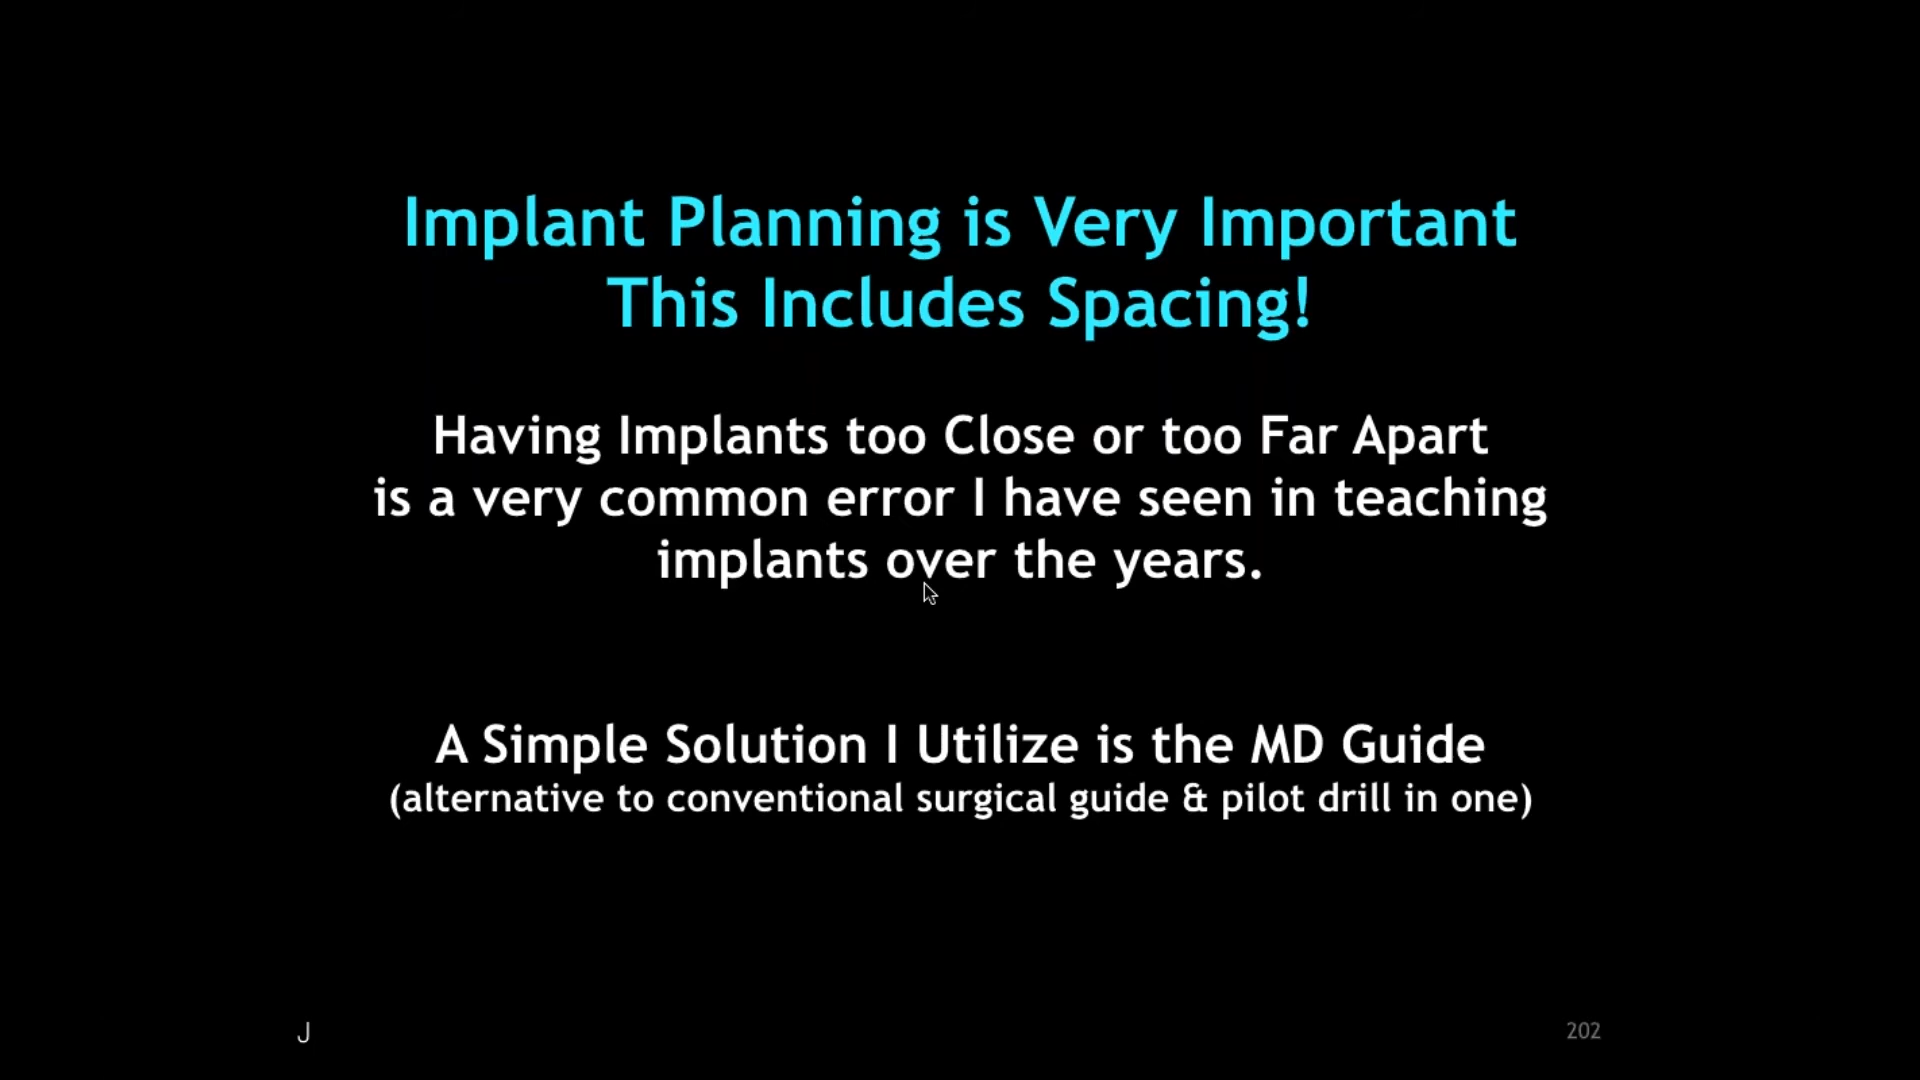 Implant Planning is Very Important
This Includes Spacing!
Having Implants too Close or too Far Apart
is a very common error I have seen in teaching
implants over the years.
A Simple Solution I Utilize is the MD Guide
(alternative to conventional surgical guide & pilot drill in one)
J
202